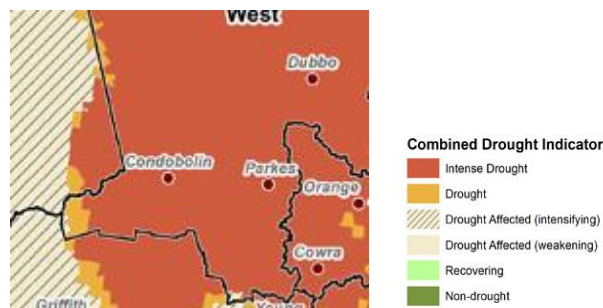 West
Dubbo
Condobolin
Parkes
Orange
Cowra
Griffith
Young
Combined Drought Indicator
Intense Drought
Drought
Drought Affected (intensifying)
Drought Affected (weakening)
Recovering
Non-drought